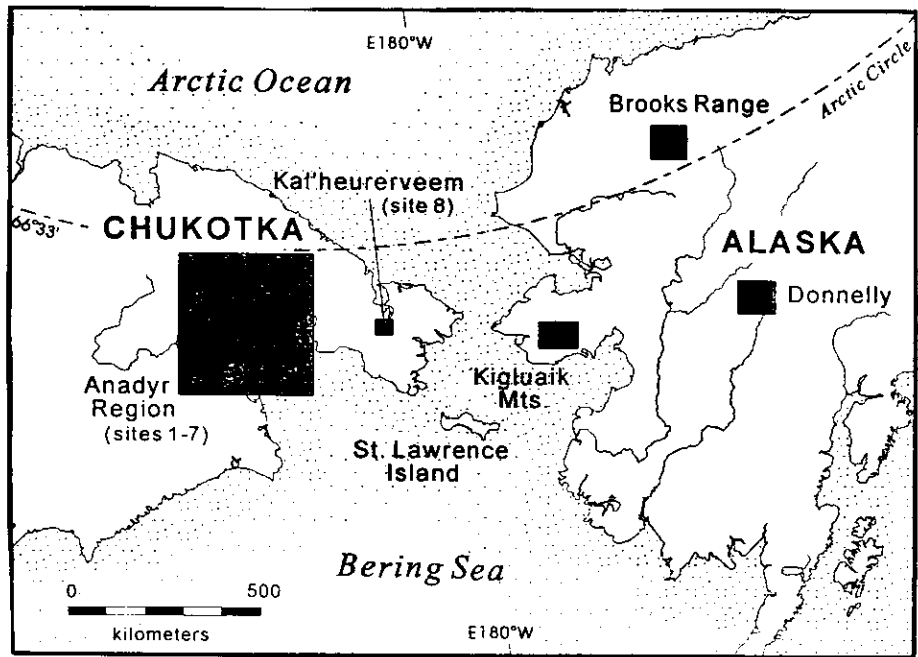 E180°W
Arctic Ocean
Arctic Circle
Brooks Range
Kal'heurerveem
(site 8)
66°33'
CHUKOTKA
ALASKA
Donnelly
Anadyr
Region
(sites 1-7)
Kigluaik
Mts
St. Lawrence
Island
Bering Sea
0 500
kilometers
E180°W